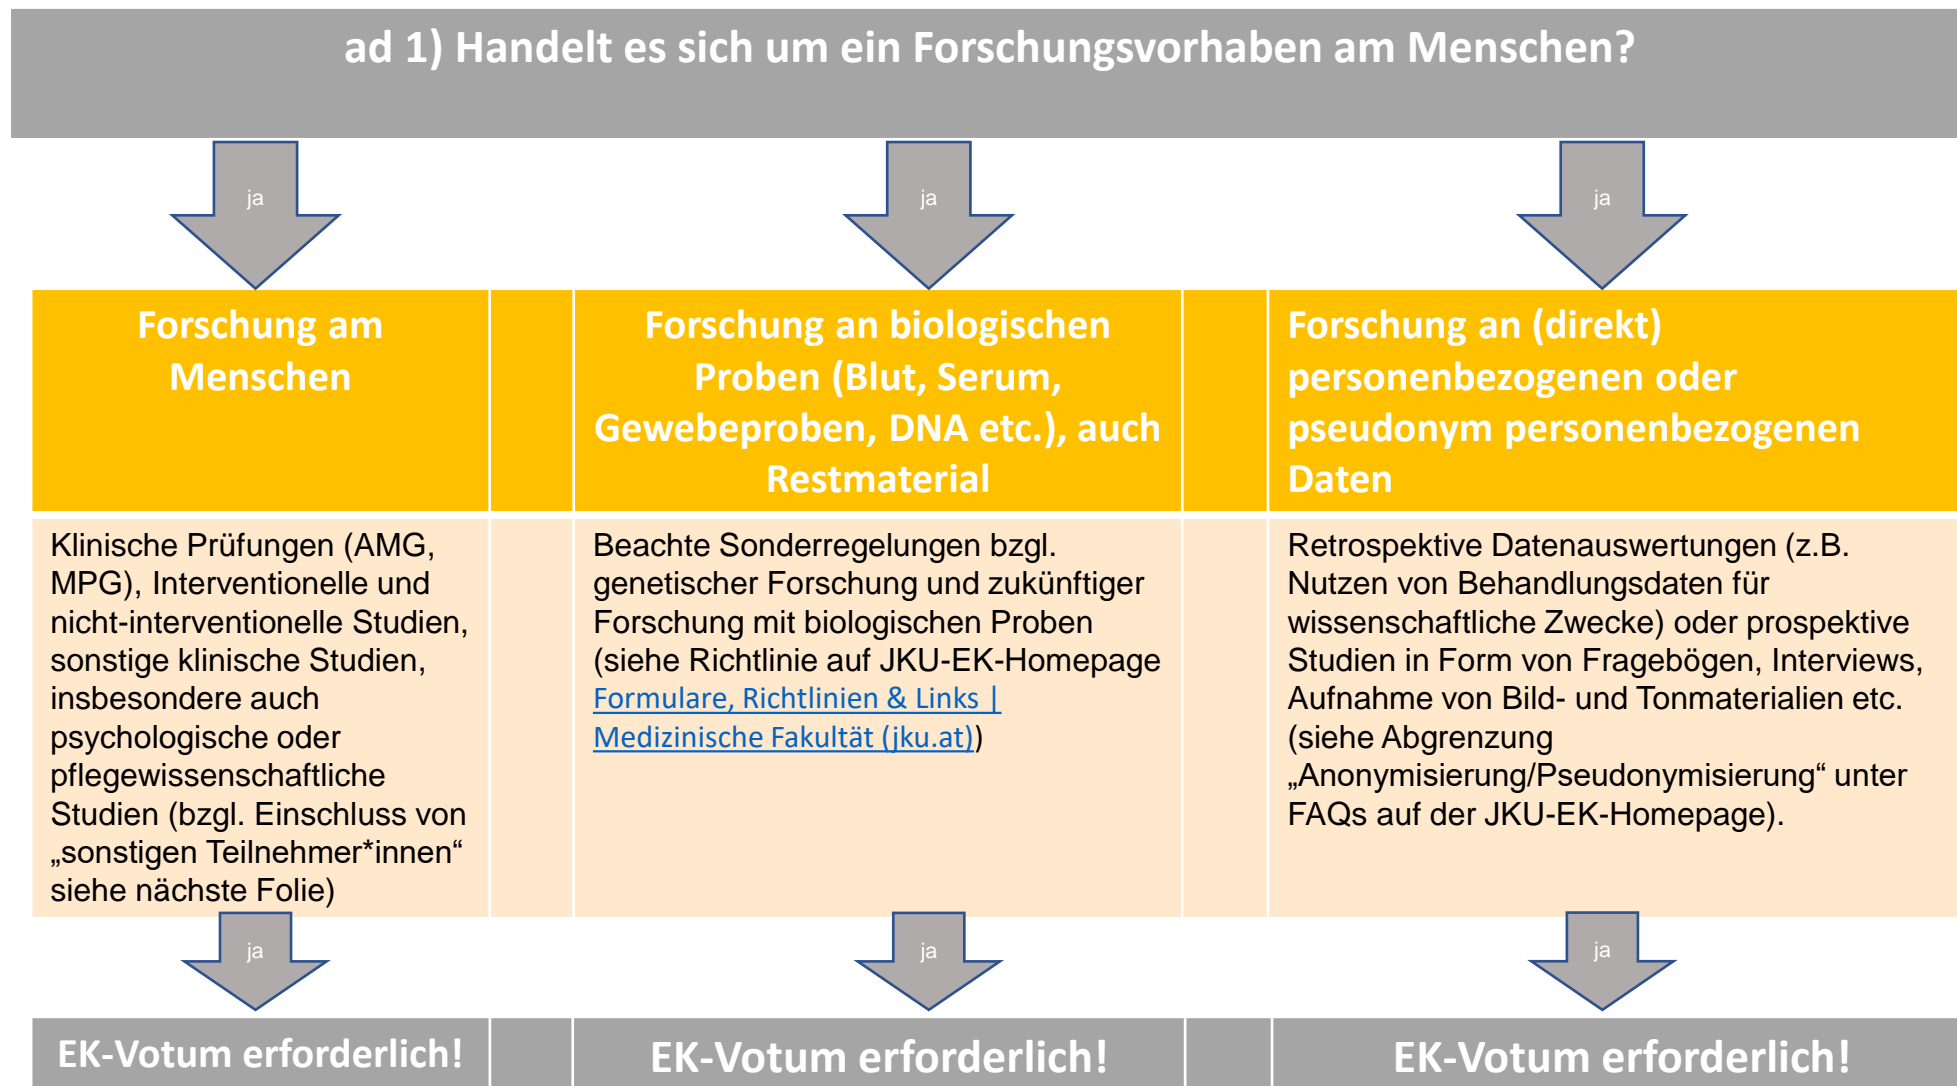 ad 1) Handelt es sich um ein Forschungsvorhaben am Menschen?
ja
ja
ja
Forschung am
Menschen
Forschung an biologischen
Proben (Blut, Serum,
Gewebeproben, DNA etc.), auch
Restmaterial
Forschung an (direkt)
personenbezogenen oder
pseudonym personenbezogenen
Daten
Klinische Prüfungen (AMG,
MPG), Interventionelle und
nicht-interventionelle Studien,
sonstige klinische Studien,
insbesondere auch
psychologische oder
pflegewissenschaftliche
Studien (bzgl. Einschluss von
„sonstigen Teilnehmer*innen“
siehe nächste Folie)
Beachte Sonderregelungen bzgl.
genetischer Forschung und zukünftiger
Forschung mit biologischen Proben
(siehe Richtlinie auf JKU-EK-Homepage
Formulare, Richtlinien & Links |
Medizinische Fakultät (jku.at))
Retrospektive Datenauswertungen (z.B.
Nutzen von Behandlungsdaten für
wissenschaftliche Zwecke) oder prospektive
Studien in Form von Fragebögen, Interviews,
Aufnahme von Bild- und Tonmaterialien etc.
(siehe Abgrenzung
„Anonymisierung/Pseudonymisierung“ unter
FAQs auf der JKU-EK-Homepage).
ja
ja
ja
EK-Votum erforderlich!
EK-Votum erforderlich!
EK-Votum erforderlich!